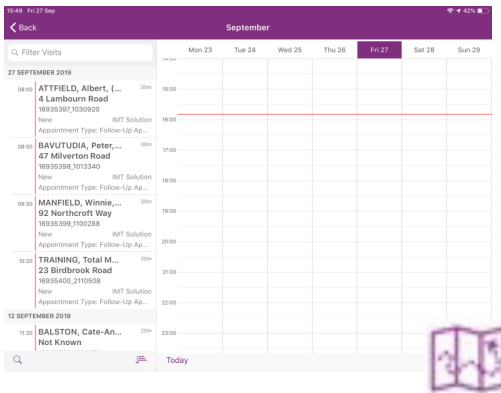 15:49 Fri 27 Sep
42%
Back
September
Filter Visits
Mon 23 Tue 24 Wed 25 Thu 26 Fri 27 Sat 28 Sun 29
27 SEPTEMBER 2019
08:00 ATTFIELD, Albert, (... 30m
4 Lambourn Road
16935397_1030920
New IMT Solution
Appointment Type: Follow-Up Ap...
08:50 BAVUTUDIA, Peter,... 30m
47 Milverton Road
16935398_1013340
New IMT Solution
Appointment Type: Follow-Up Ap...
09:30 MANFIELD, Winnie,... 30m
92 Northcroft Way
16935399_1100288
New IMT Solution
Appointment Type: Follow-Up Ap...
10:20 TRAINING, Total M... 30m
23 Birdbrook Road
16935400_2110508
New IMT Solution
Appointment Type: Follow-Up Ap...
12 SEPTEMBER 2019
11:20 BALSTON, Cate-An... 20m
Not Known
15:00
16:00
17:00
18:00
19:00
20:00
21:00
22:00
23:00
Today